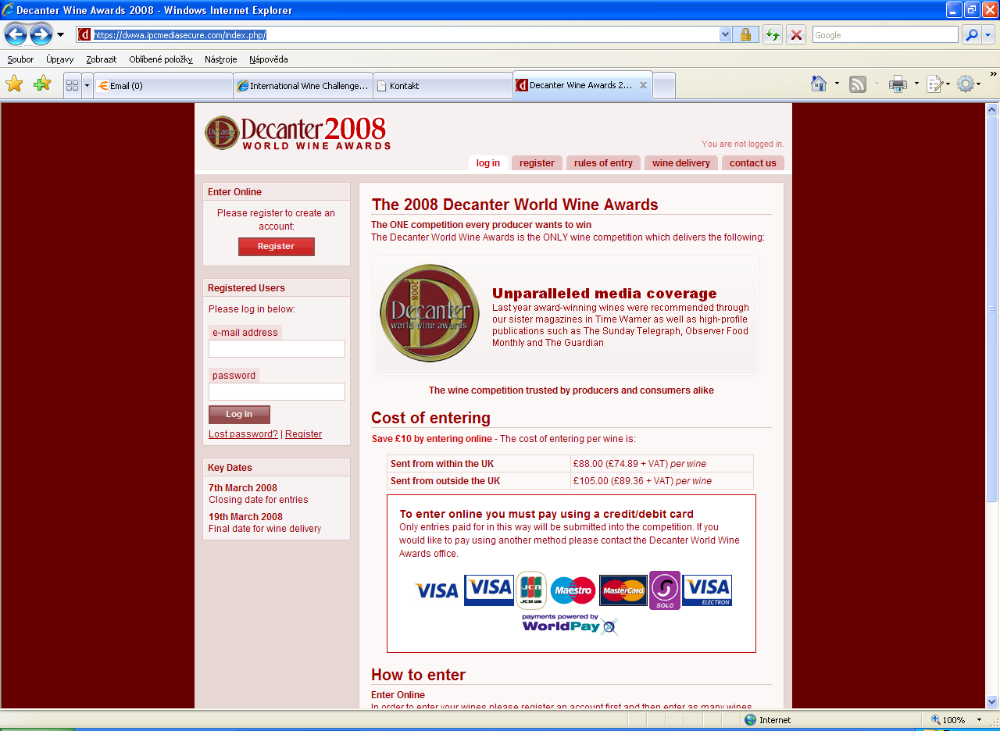 Decanter Wine Awards 2008 - Windows Internet Explorer
https://dwwa.ipcmediasecure.com/index.php/
Google
Soubor Úpravy Zobrazit Oblíbené položky Nástroje Nápověda
Email (0)
International Wine Challenge...
Kontakt
Decanter Wine Awards 2...
Decanter 2008
WORLD WINE AWARDS
You are not logged in.
log in register rules of entry wine delivery contact us
Enter Online
Please register to create an
account:
Register
Registered Users
Please log in below:
e-mail address
password
Log In
Lost password? | Register
Key Dates
7th March 2008
Closing date for entries
19th March 2008
Final date for wine delivery
The 2008 Decanter World Wine Awards
The ONE competition every producer wants to win
The Decanter World Wine Awards is the ONLY wine competition which delivers the following:
2008
Decanter
world wine awards
Unparalleled media coverage
Last year award-winning wines were recommended through
our sister magazines in Time Warner as well as high-profile
publications such as The Sunday Telegraph, Observer Food
Monthly and The Guardian
The wine competition trusted by producers and consumers alike
Cost of entering
Save £10 by entering online - The cost of entering per wine is:
Sent from within the UK £88.00 (£74.89 + VAT) per wine
Sent from outside the UK £105.00 (£89.36 + VAT) per wine
To enter online you must pay using a credit/debit card
Only entries paid for in this way will be submitted into the competition. If you
would like to pay using another method please contact the Decanter World Wine
Awards office.
VISA VISA JCB Maestro MasterCard SOLO VISA ELECTRON
payments powered by
WorldPay
How to enter
Enter Online
In order to enter your wines please register an account first and then enter as many wines
Internet
100%